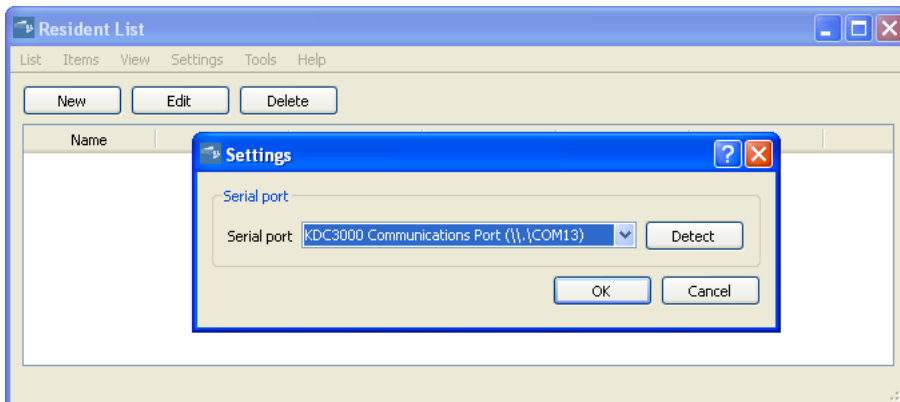 Resident List
List Items View Settings Tools Help
New Edit Delete
Name
Settings
Serial port
Serial port KDC3000 Communications Port (\\.\COM13) Detect
OK Cancel